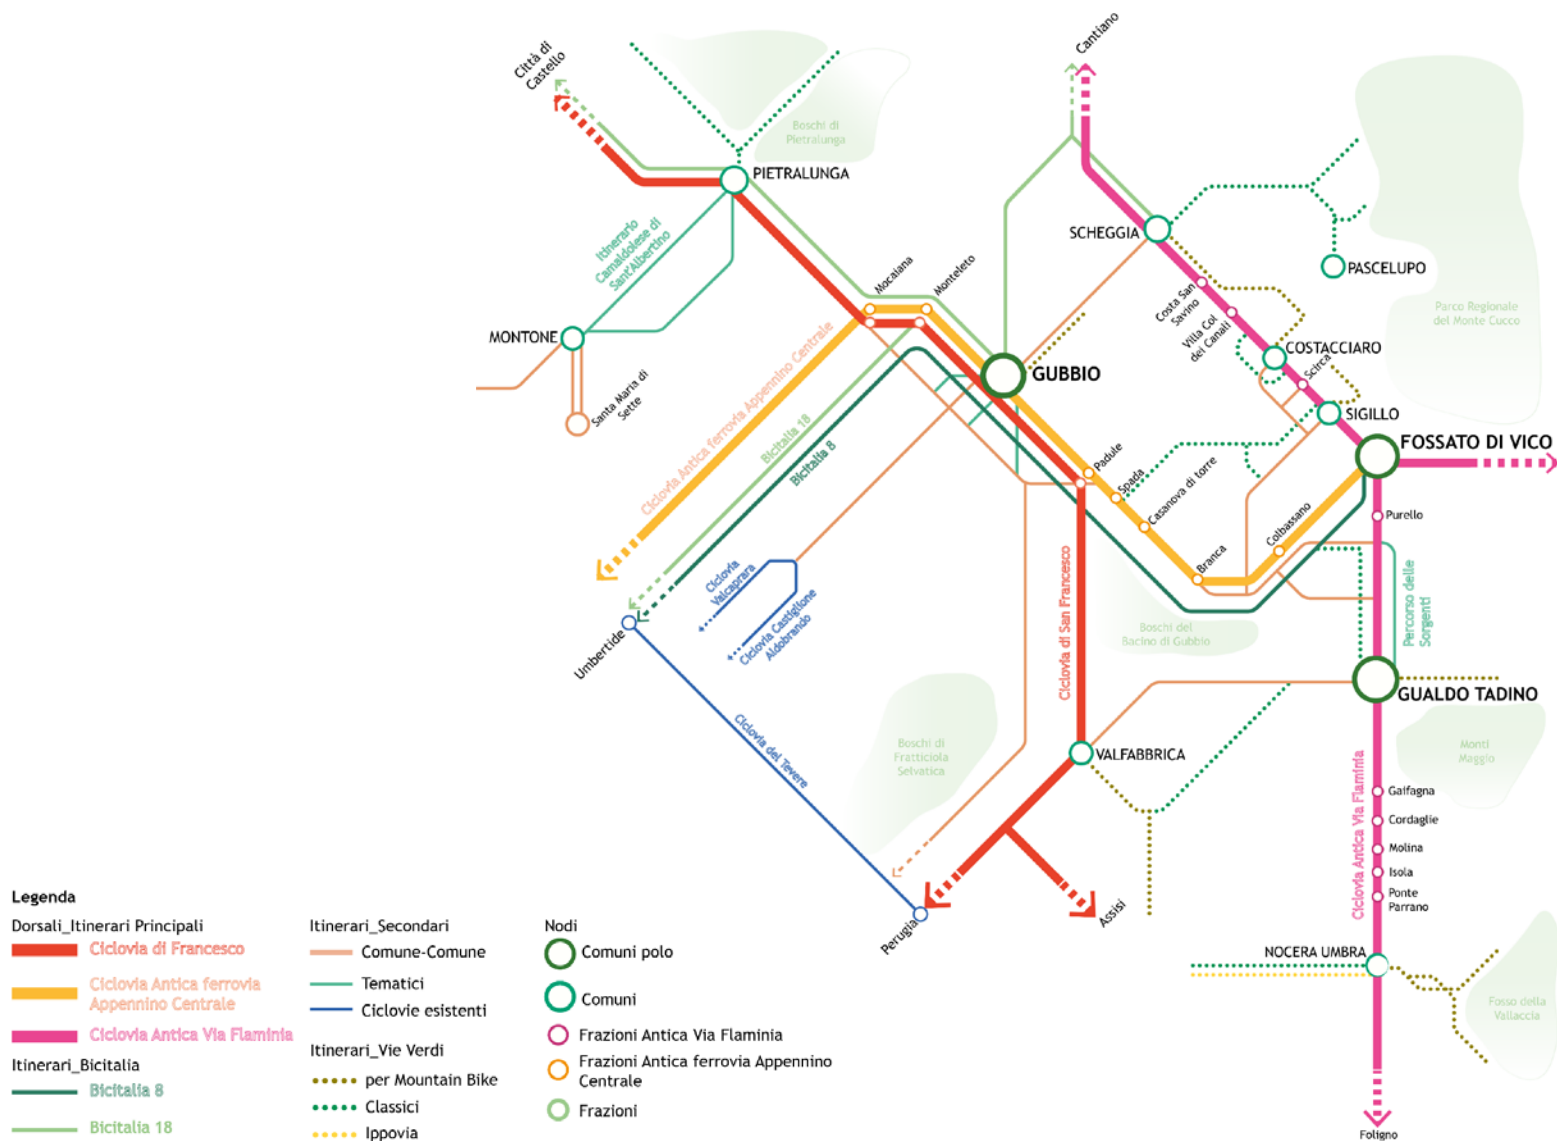 Città di
Castello
Cantiano
Boschi di
Pietralunga
PIETRALUNGA
Itinerario
Camaldolese di
Sant'Albertino
SCHEGGIA
PASCELUPO
Parco Regionale
del Monte Cucco
Mocaiana
Monteleto
Costa San
Savino
Villa Col
dei Canali
MONTONE
COSTACCIARO
Scirca
GUBBIO
Santa Maria di
Sette
SIGILLO
FOSSATO DI VICO
Ciclovia Antica ferrovia Appennino Centrale
Bicitalia 18
Bicitalia 8
Padule
Spada
Casanova di torre
Branca
Colbassano
Purello
Ciclovia
Valcaprara
Ciclovia Castiglione
Aldobrando
Umbertide
Ciclovia di San Francesco
Boschi del
Bacino di Gubbio
Percorso delle
Sorgenti
GUALDO TADINO
Ciclovia del Tevere
Boschi di
Fratticiola
Selvatica
VALFABBRICA
Monti
Maggio
Ciclovia Antica Via Flaminia
Gaifagna
Cordaglie
Molina
Isola
Ponte
Parrano
Perugia
Assisi
NOCERA UMBRA
Fosso della
Vallaccia
Foligno
Legenda
Dorsali_Itinerari Principali
Ciclovia di Francesco
Ciclovia Antica ferrovia
Appennino Centrale
Ciclovia Antica Via Flaminia
Itinerari_Bicitalia
Bicitalia 8
Bicitalia 18
Itinerari_Secondari
Comune-Comune
Tematici
Ciclovie esistenti
Itinerari_Vie Verdi
per Mountain Bike
Classici
Ippovia
Nodi
Comuni polo
Comuni
Frazioni Antica Via Flaminia
Frazioni Antica ferrovia Appennino
Centrale
Frazioni